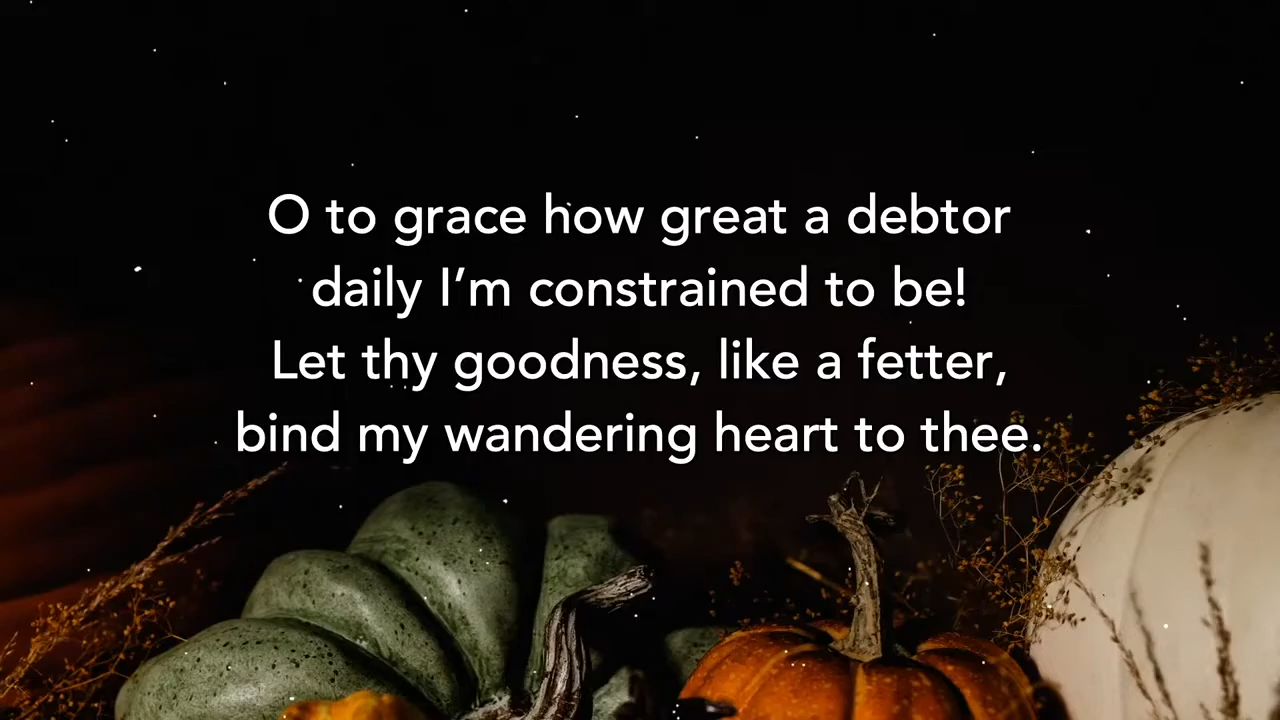 O to grace how great a debtor
daily I’m constrained to be!
Let thy goodness, like a fetter,
bind my wandering heart to thee.